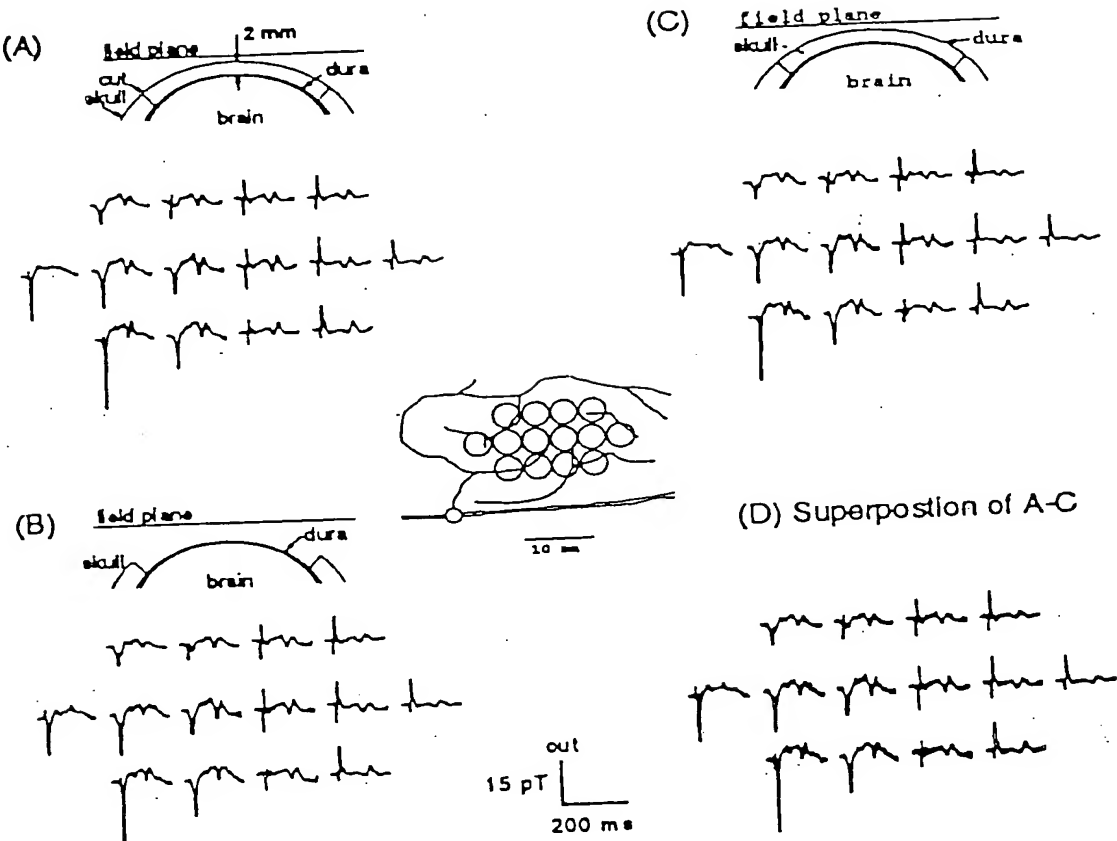 (A)
2 mm
field plane
cut
skull
dura
brain
(C)
field plane
skull
dura
brain
(B)
field plane
skull
dura
brain
10 mm
(D) Superpostion of A-C
out
15 pT
200 ms